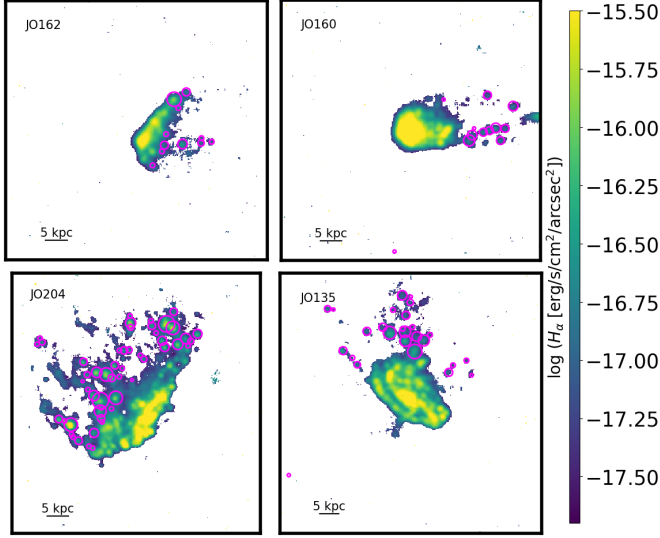 JO162
5 kpc
JO160
5 kpc
JO204
5 kpc
JO135
5 kpc
−15.50
−15.75
−16.00
−16.25
−16.50
−16.75
−17.00
−17.25
−17.50
log (H_α [erg/s/cm²/arcsec²])